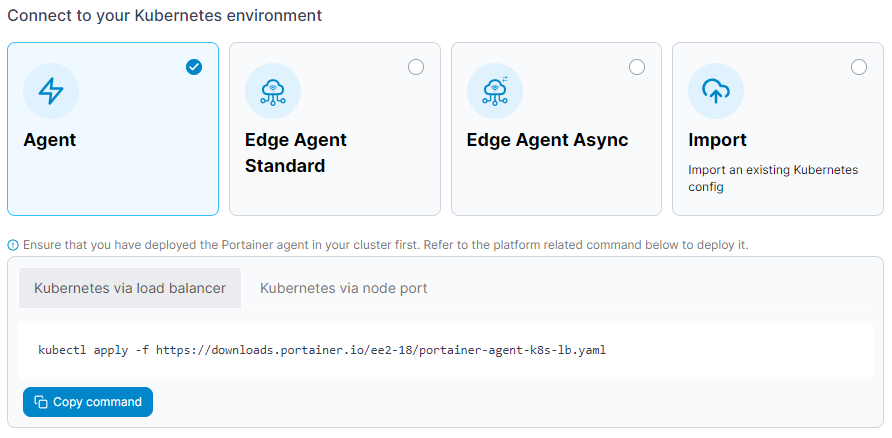 Connect to your Kubernetes environment
Agent
Edge Agent
Standard
Edge Agent Async
Import
Import an existing Kubernetes
config
Ensure that you have deployed the Portainer agent in your cluster first. Refer to the platform related command below to deploy it.
Kubernetes via load balancer
Kubernetes via node port
kubectl apply -f https://downloads.portainer.io/ee2-18/portainer-agent-k8s-lb.yaml
Copy command